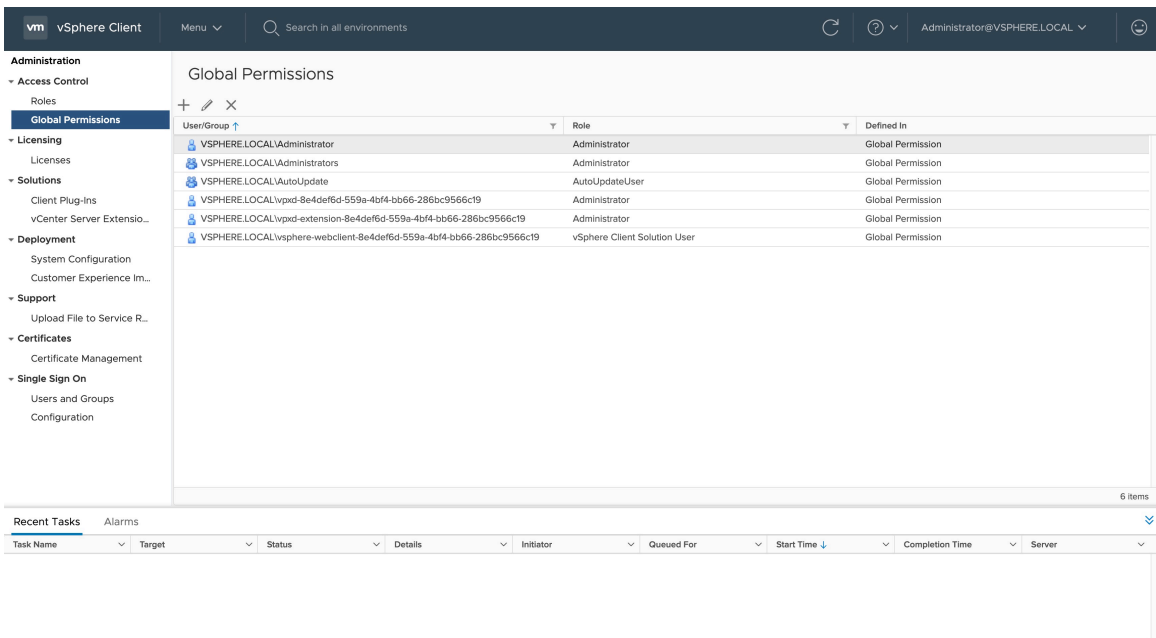 vm vSphere Client Menu Search in all environments Administrator@VSPHERE.LOCAL
Administration
Access Control
Roles
Global Permissions
Licensing
Licenses
Solutions
Client Plug-Ins
vCenter Server Extensio...
Deployment
System Configuration
Customer Experience Im...
Support
Upload File to Service R...
Certificates
Certificate Management
Single Sign On
Users and Groups
Configuration
Global Permissions
User/Group Role Defined In
VSPHERE.LOCAL\Administrator Administrator Global Permission
VSPHERE.LOCAL\Administrators Administrator Global Permission
VSPHERE.LOCAL\AutoUpdate AutoUpdateUser Global Permission
VSPHERE.LOCAL\vpxd-8e4def6d-559a-4bf4-bb66-286bc9566c19 Administrator Global Permission
VSPHERE.LOCAL\vpxd-extension-8e4def6d-559a-4bf4-bb66-286bc9566c19 Administrator Global Permission
VSPHERE.LOCAL\vsphere-webclient-8e4def6d-559a-4bf4-bb66-286bc9566c19 vSphere Client Solution User Global Permission
6 items
Recent Tasks Alarms
Task Name Target Status Details Initiator Queued For Start Time Completion Time Server